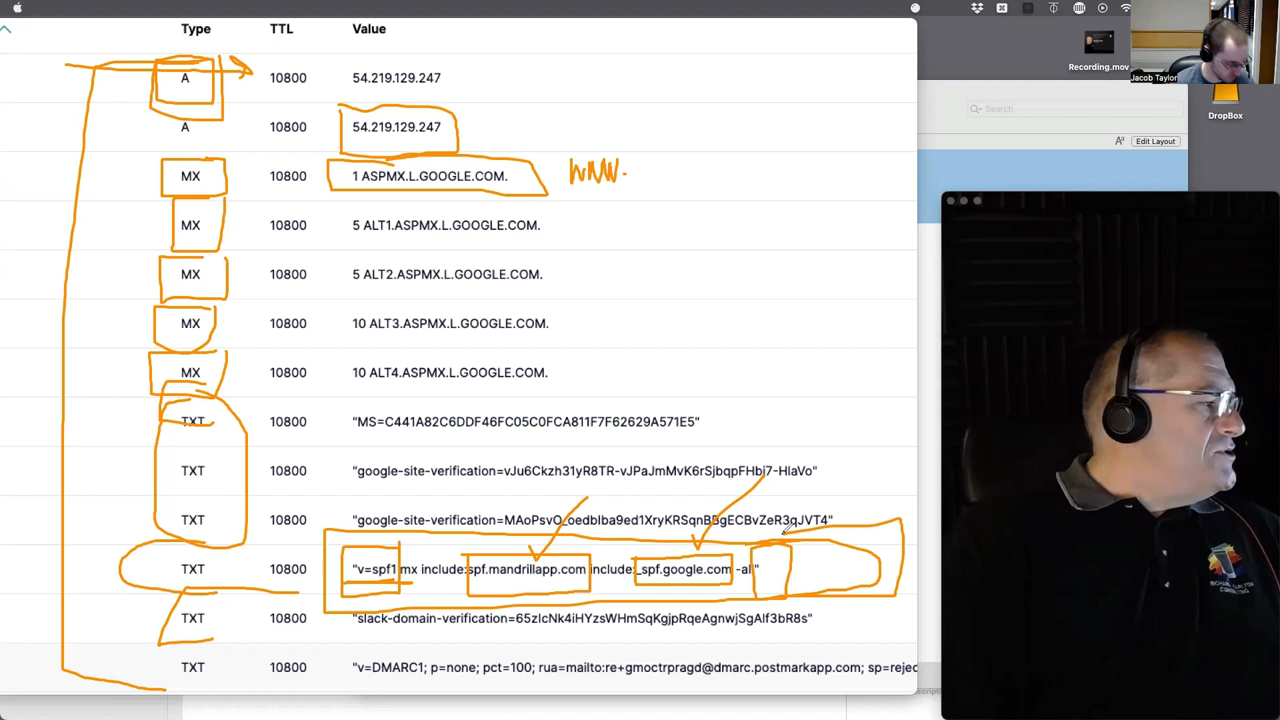 Type TTL Value
A 10800 54.219.129.247
A 10800 54.219.129.247
MX 10800 1 ASPMX.L.GOOGLE.COM. www.
MX 10800 5 ALT1.ASPMX.L.GOOGLE.COM.
MX 10800 5 ALT2.ASPMX.L.GOOGLE.COM.
MX 10800 10 ALT3.ASPMX.L.GOOGLE.COM.
MX 10800 10 ALT4.ASPMX.L.GOOGLE.COM.
TXT 10800 "MS=C441A82C6DDF46FC05C0FCA811F7F62629A571E5"
TXT 10800 "google-site-verification=vJu6Ckzh31yR8TR-vJPaJmMvK6rSjbqpFHbj7-HIaVo"
TXT 10800
TXT 10800 "v=spf1 mx include:spf.mandrillapp.com include:_spf.google.com -all"
TXT 10800 "slack-domain-verification=65zIcNk4iHYzsWHmSqKgjpRqeAgnwjSgAlf3bR8s"
TXT 10800 "v=DMARC1; p=none; pct=100; rua=mailto:re+gmoctrpragd@dmarc.postmarkapp.com; sp=rejec
Recording.mov
Jacob Taylor
DropBox
Search
Edit Layout
CONSULTING